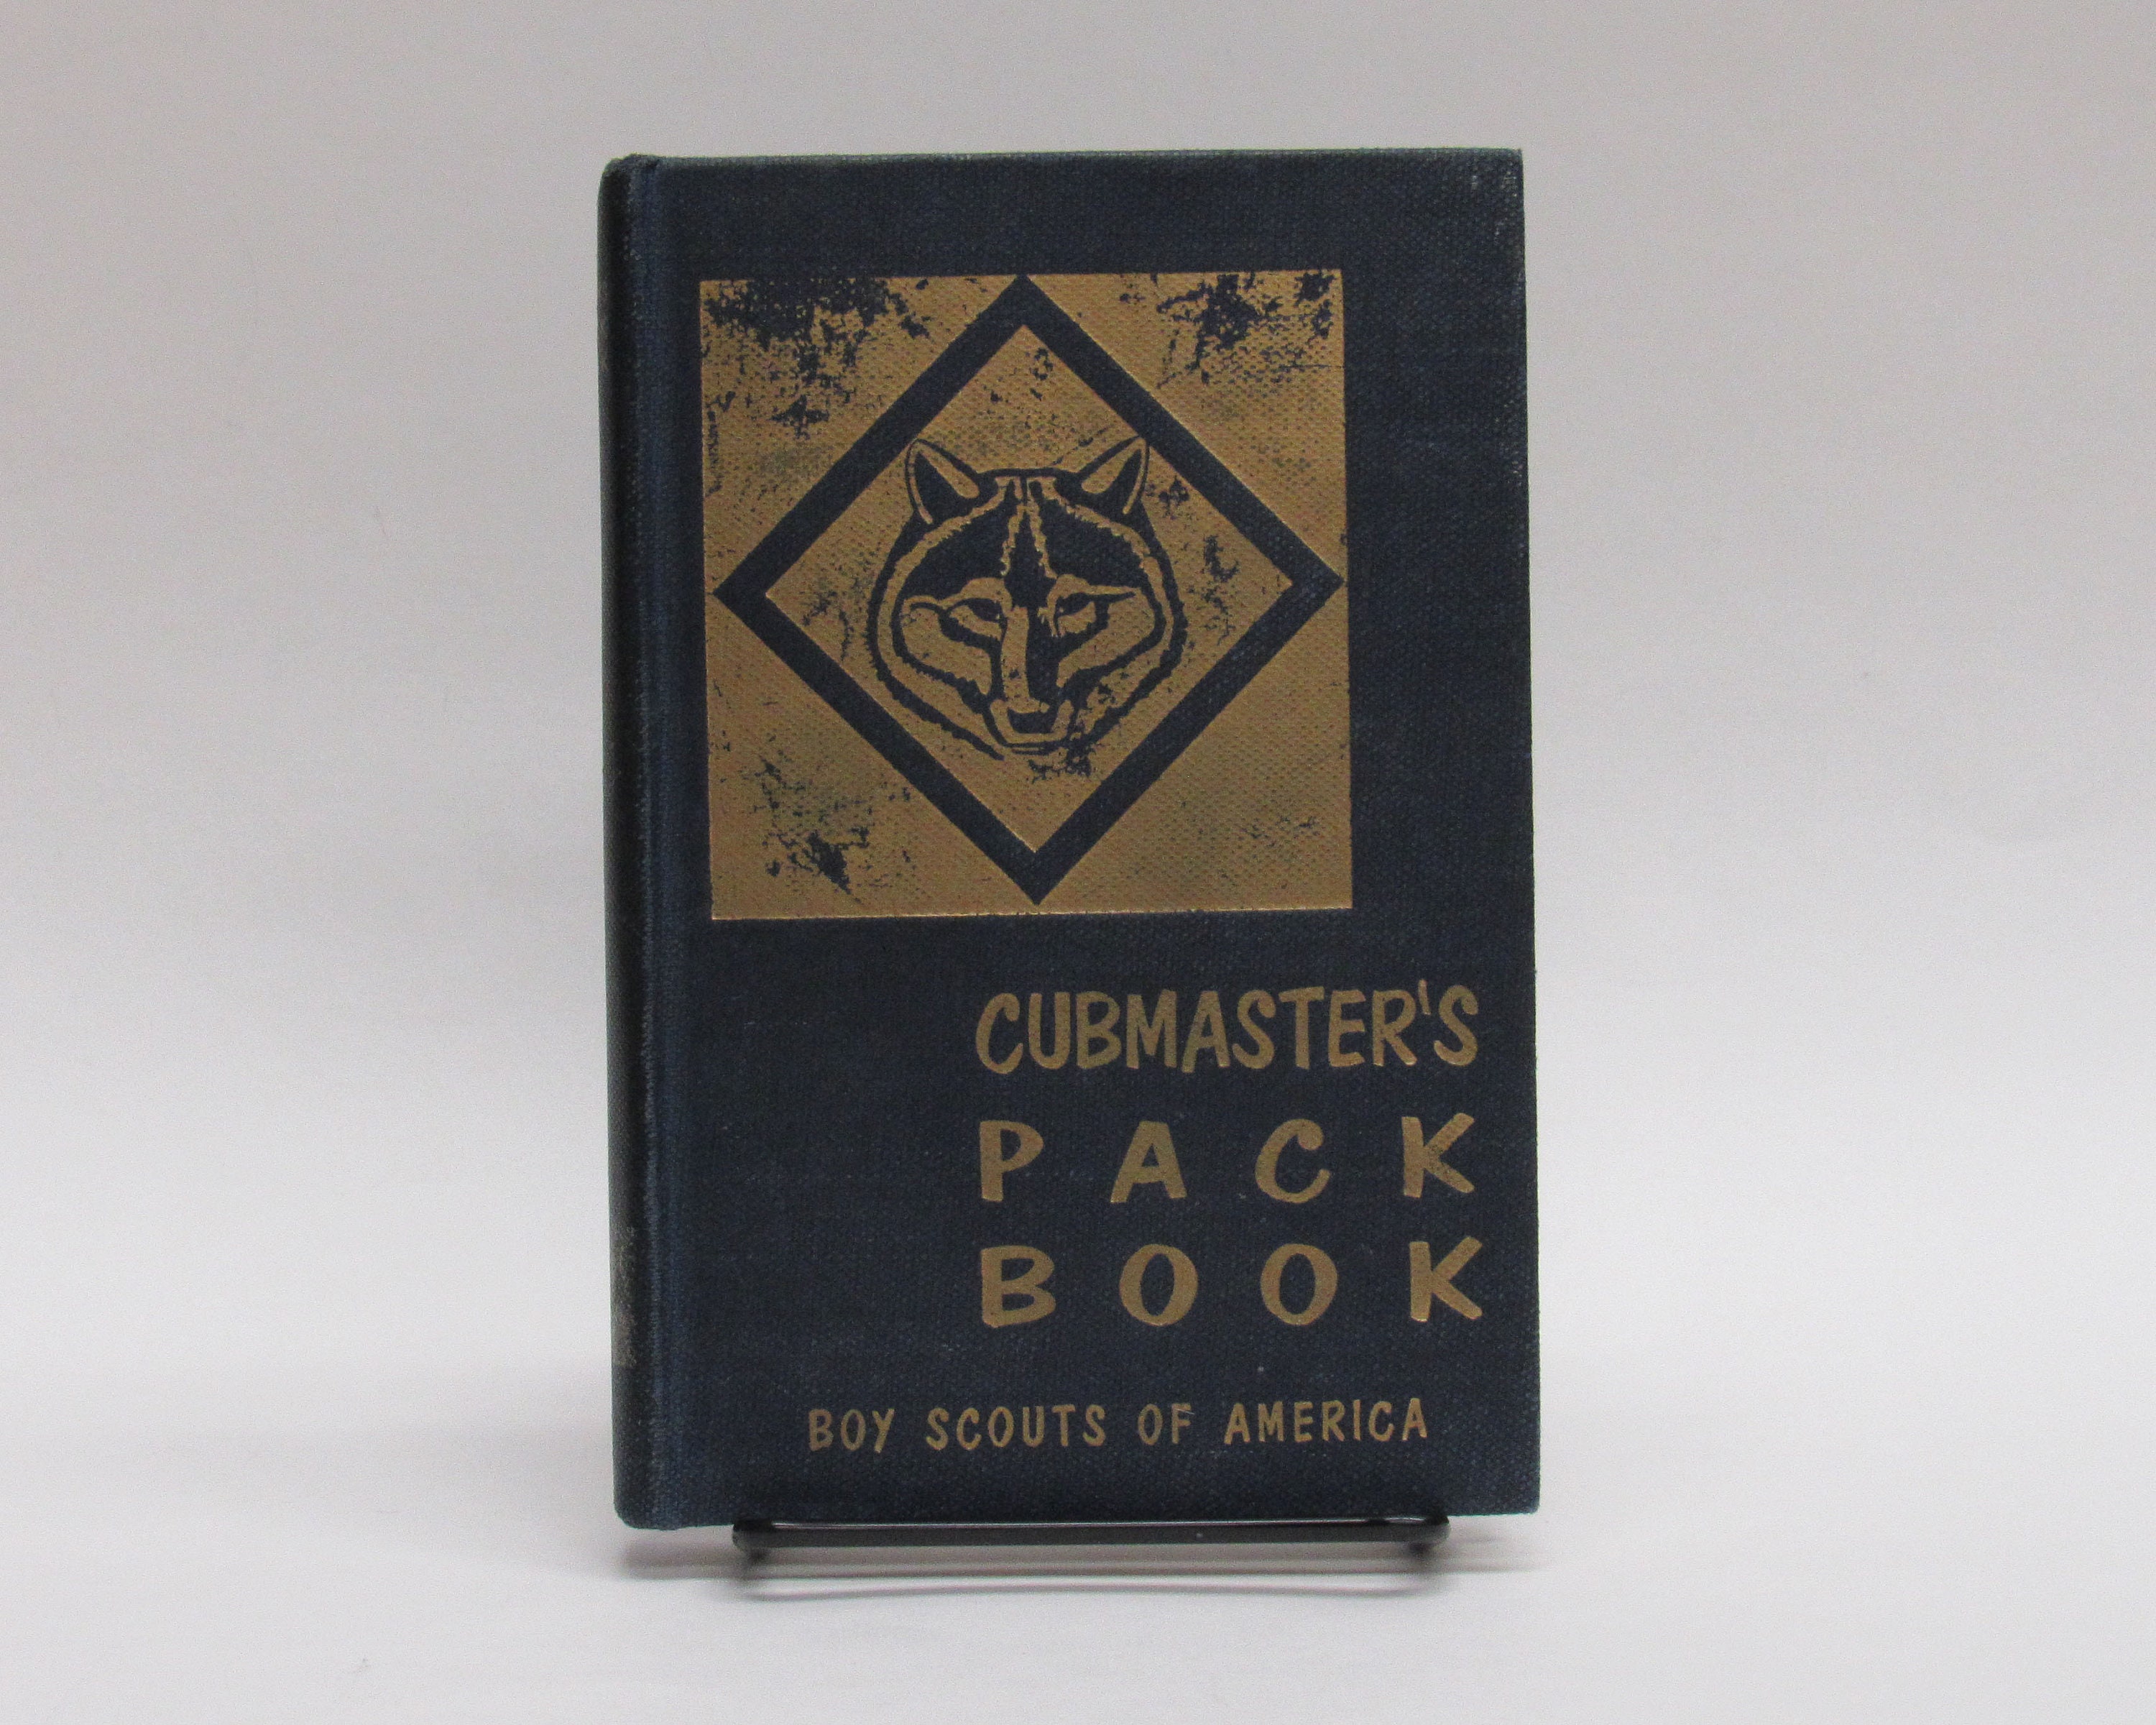 CUBMASTER'S
PACK
BOOK
BOY SCOUTS OF AMERICA